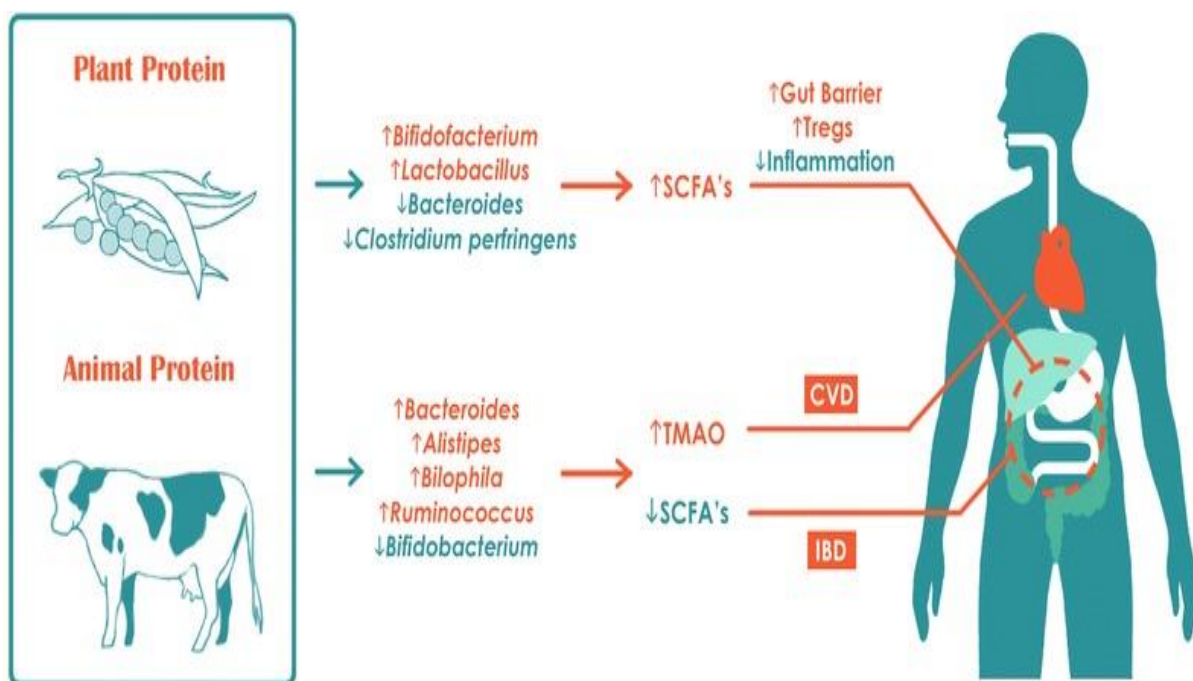 Plant Protein
↑Bifidofacterium
↑Lactobacillus
↓Bacteroides
↓Clostridium perfringens
↑SCFA's
↑Gut Barrier
↑Tregs
↓Inflammation
Animal Protein
↑Bacteroides
↑Alistipes
↑Bilophila
↑Ruminococcus
↓Bifidobacterium
↑TMAO
CVD
↓SCFA's
IBD